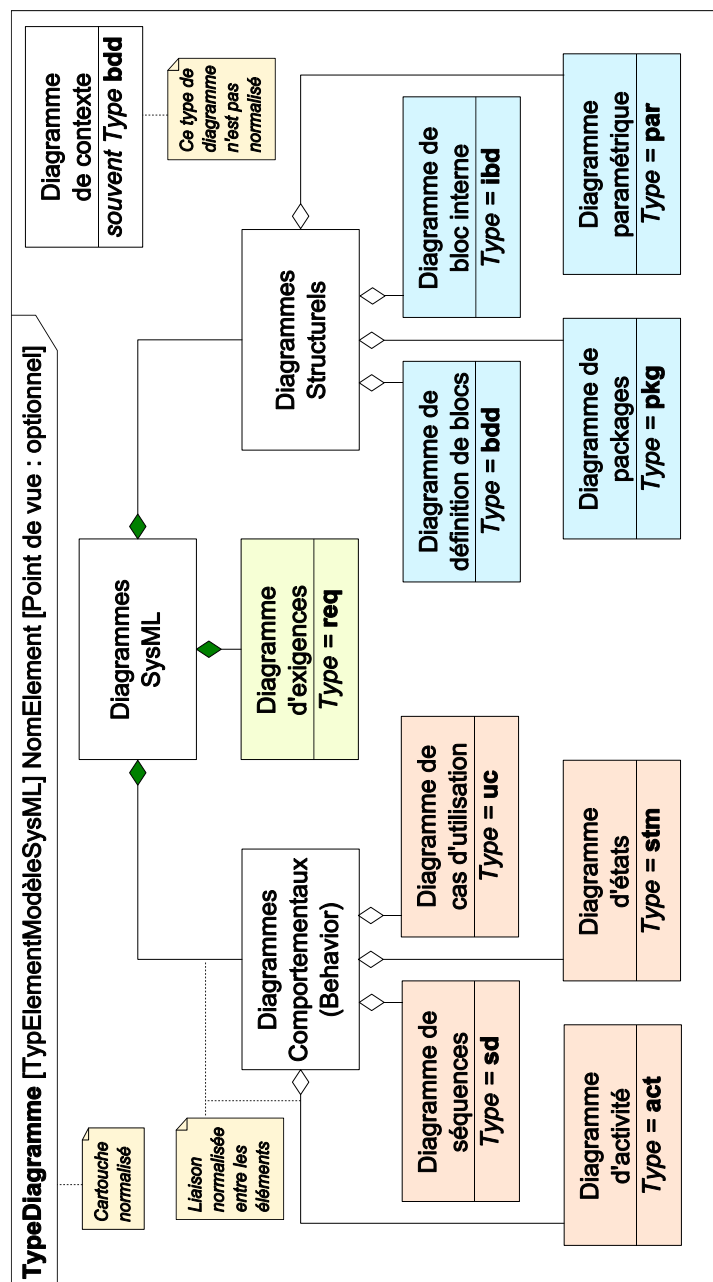 TypeDiagramme [TypElementModèleSysML] NomElement [Point de vue : optionnel]
Cartouche
normalisé
Liaison
normalisée
entre les
éléments
Diagrammes
SysML
Diagramme
de contexte
souvent Type bdd
Ce type de
diagramme
n'est pas
normalisé
Diagrammes
Comportementaux
(Behavior)
Diagramme
d'exigences
Type = req
Diagrammes
Structurels
Diagramme de
séquences
Type = sd
Diagramme de
cas d'utilisation
Type = uc
Diagramme de
définition de blocs
Type = bdd
Diagramme de
bloc interne
Type = ibd
Diagramme
d'activité
Type = act
Diagramme
d'états
Type = stm
Diagramme de
packages
Type = pkg
Diagramme
paramétrique
Type = par